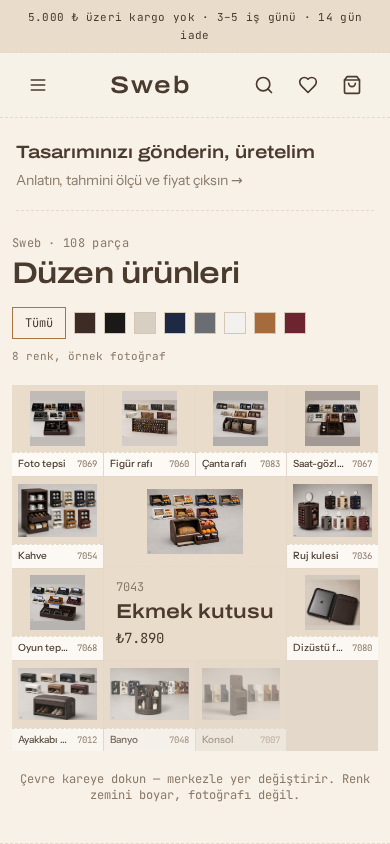 5.000 ₺ üzeri kargo yok · 3–5 iş günü · 14 gün
iade
Sweb
Tasarımınızı gönderin, üretelim
Anlatın, tahmini ölçü ve fiyat çıksın →
Sweb · 108 parça
Düzen ürünleri
Tümü
8 renk, örnek fotoğraf
Foto tepsi 7069
Figür rafı 7060
Çanta rafı 7083
Saat-gözl… 7067
Kahve 7054
7043
Ekmek kutusu
₺7.890
Ruj kulesi 7036
Oyun tep… 7068
Dizüstü f… 7080
Ayakkabı … 7012
Banyo 7048
Konsol 7007
Çevre kareye dokun — merkezle yer değiştirir. Renk
zemini boyar, fotoğrafı değil.